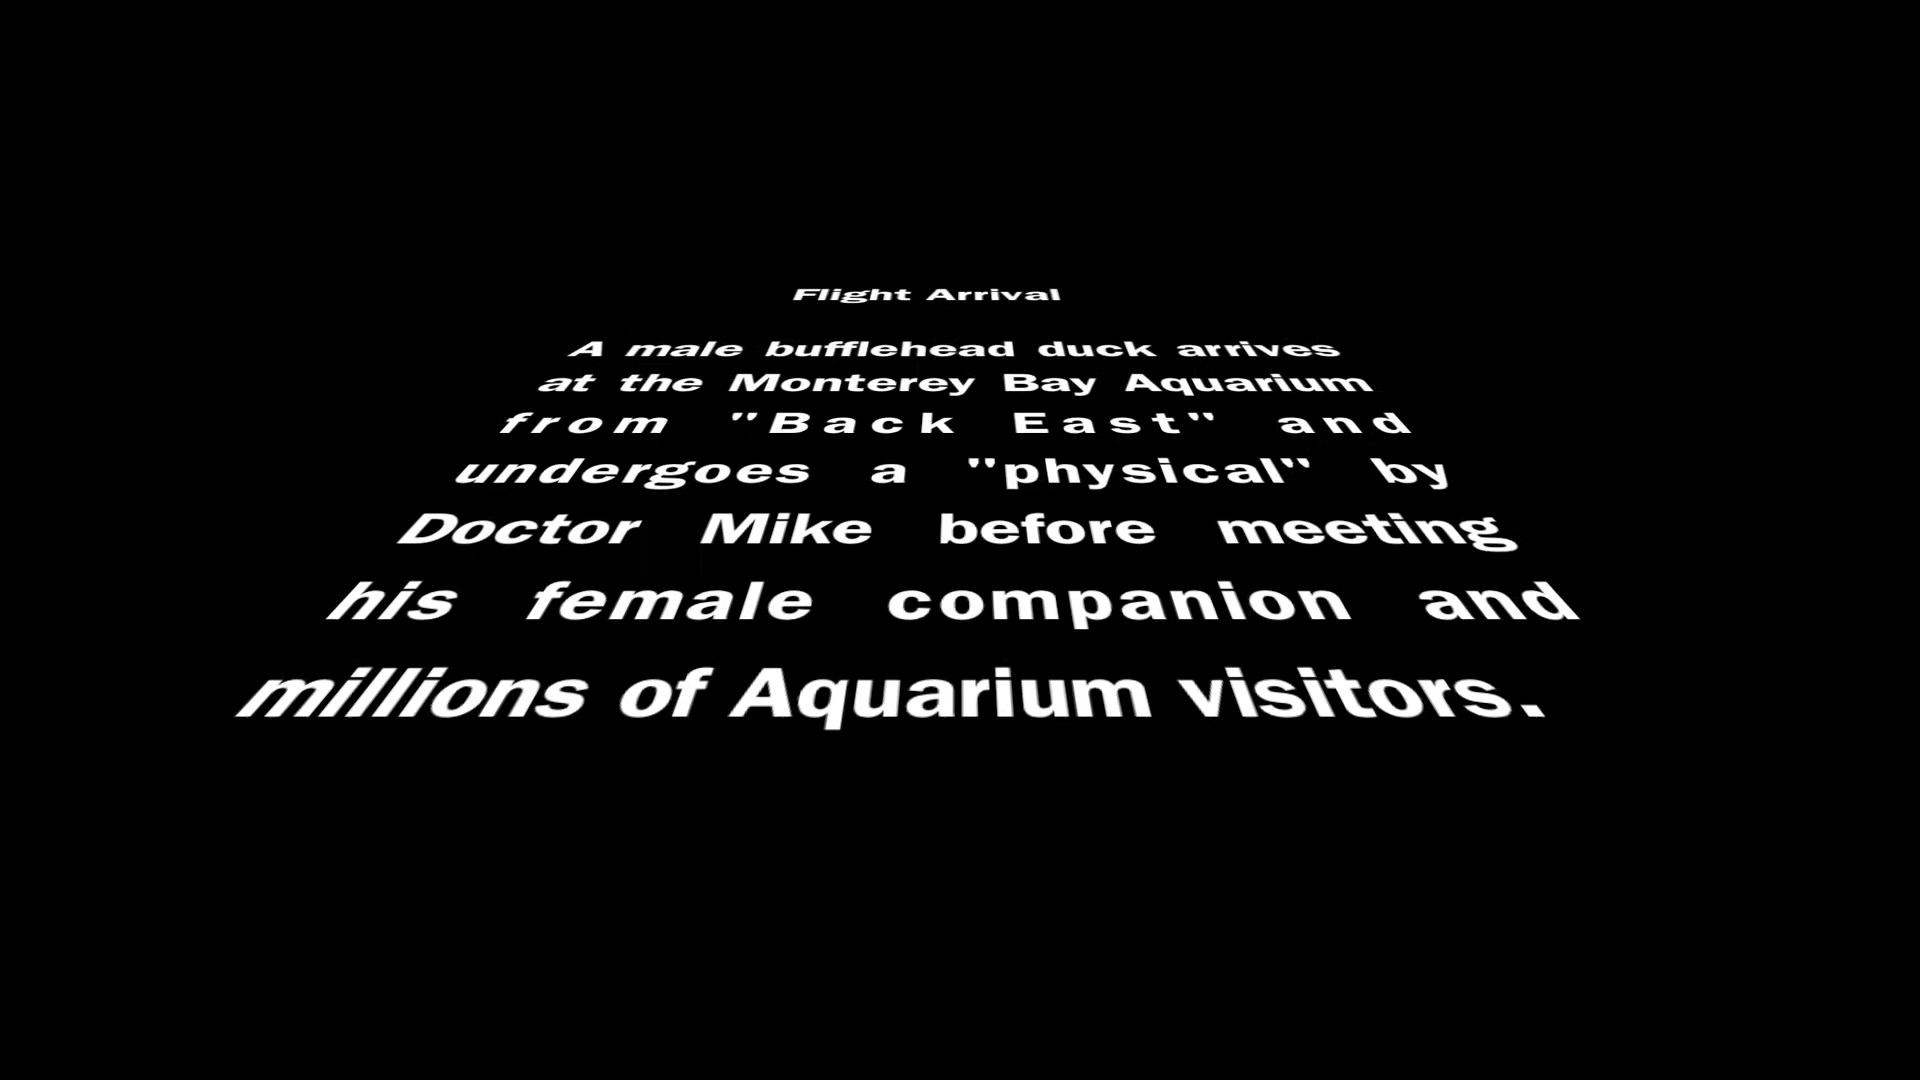 Flight Arrival
A male bufflehead duck arrives
at the Monterey Bay Aquarium
from "Back East" and
undergoes a "physical" by
Doctor Mike before meeting
his female companion and
millions of Aquarium visitors.